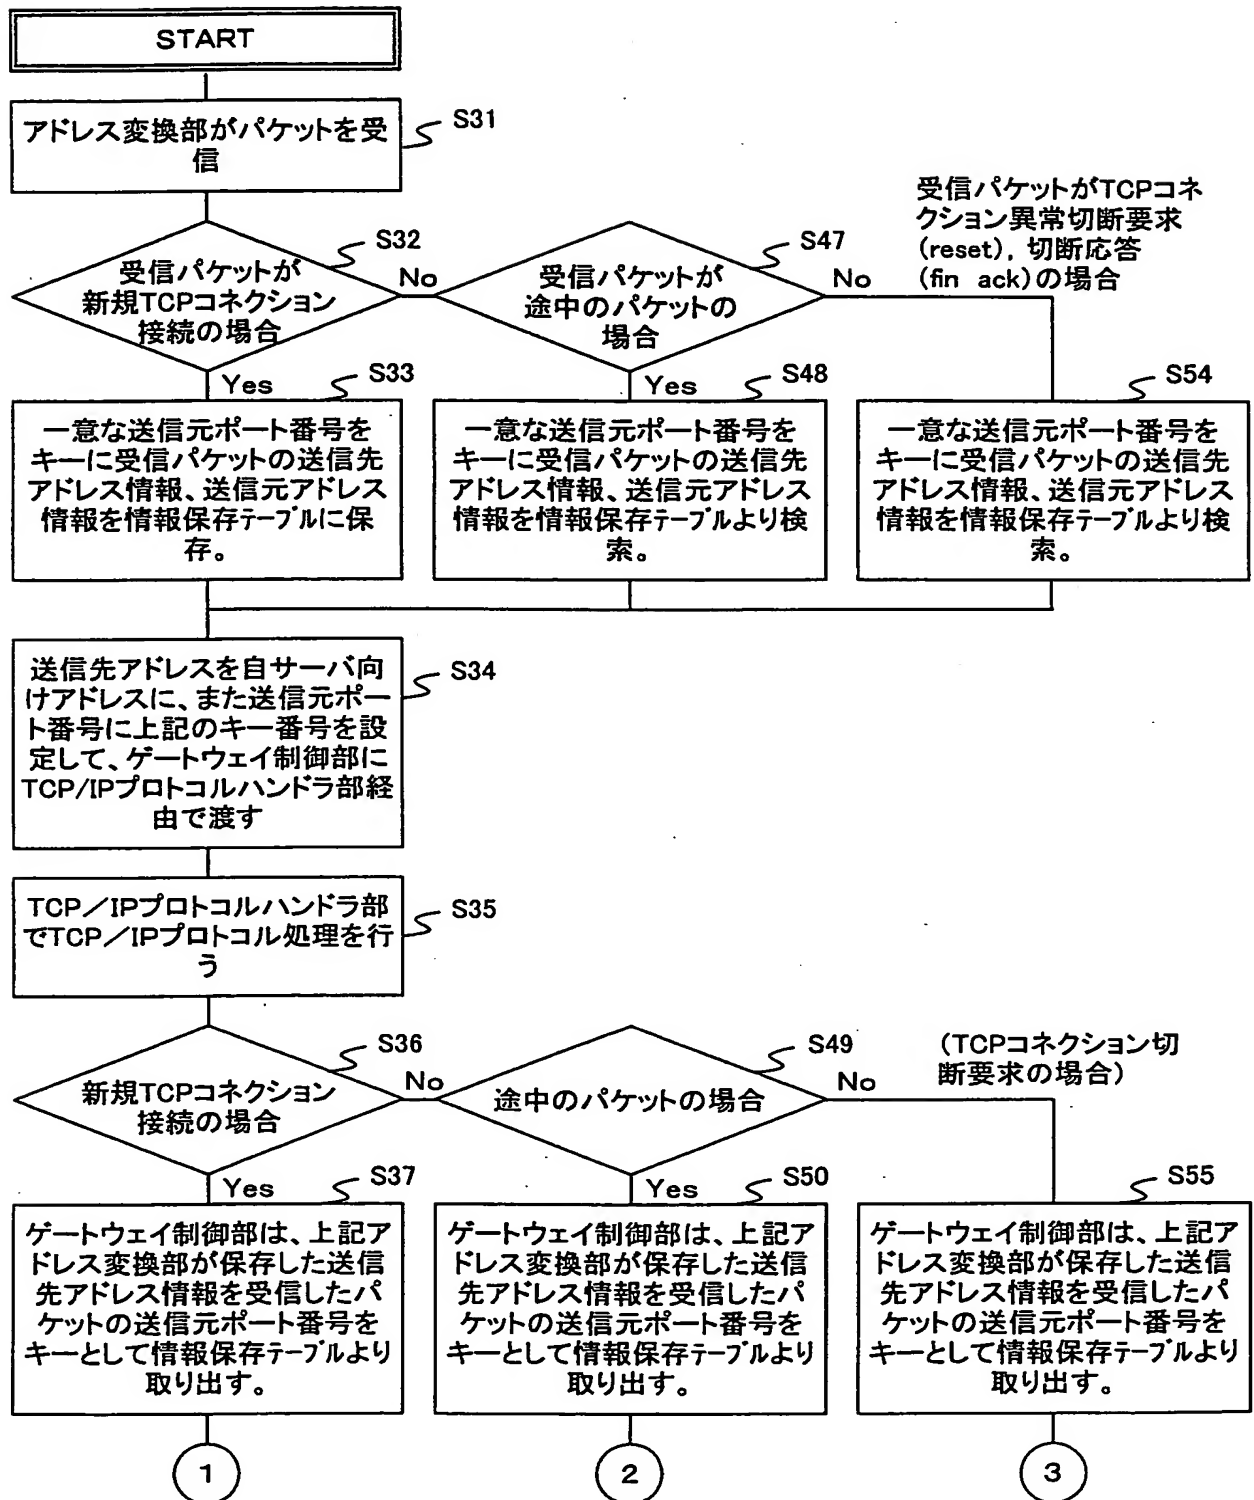 START
アドレス変換部がパケットを受
信
S31
受信パケットが
新規TCPコネクション
接続の場合
S32
No
受信パケットが
途中のパケットの
場合
S47
No
受信パケットがTCPコネ
クション異常切断要求
(reset), 切断応答
(fin ack)の場合
Yes
S33
Yes
S48
S54
一意な送信元ポート番号を
キーに受信パケットの送信先
アドレス情報、送信元アドレス
情報を情報保存テーブルに保
存。
一意な送信元ポート番号を
キーに受信パケットの送信先
アドレス情報、送信元アドレス
情報を情報保存テーブルより検
索。
一意な送信元ポート番号を
キーに受信パケットの送信先
アドレス情報、送信元アドレス
情報を情報保存テーブルより検
索。
送信先アドレスを自サーバ向
けアドレスに、また送信元ポー
ト番号に上記のキー番号を設
定して、ゲートウェイ制御部に
TCP/IPプロトコルハンドラ部経
由で渡す
S34
TCP／IPプロトコルハンドラ部
でTCP／IPプロトコル処理を行
う
S35
新規TCPコネクション
接続の場合
S36
No
途中のパケットの場合
S49
No
(TCPコネクション切
断要求の場合)
Yes
S37
Yes
S50
S55
ゲートウェイ制御部は、上記ア
ドレス変換部が保存した送信
先アドレス情報を受信したパ
ケットの送信元ポート番号を
キーとして情報保存テーブルより
取り出す。
ゲートウェイ制御部は、上記ア
ドレス変換部が保存した送信
先アドレス情報を受信したパ
ケットの送信元ポート番号を
キーとして情報保存テーブルより
取り出す。
ゲートウェイ制御部は、上記ア
ドレス変換部が保存した送信
先アドレス情報を受信したパ
ケットの送信元ポート番号を
キーとして情報保存テーブルより
取り出す。
1
2
3